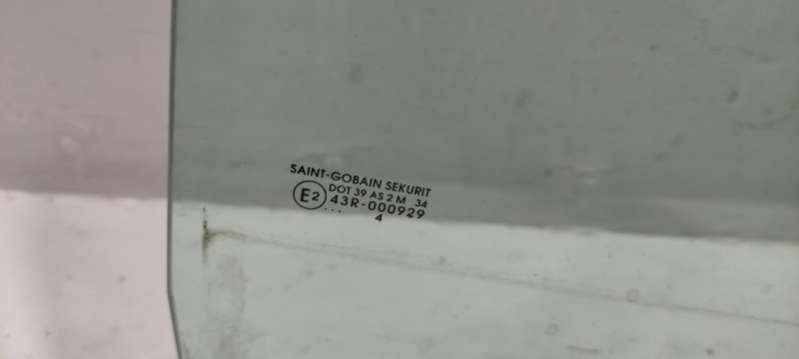 SAINT-GOBAIN SEKURIT
E2 DOT 39 AS 2 M 34
43R-000929
... 4